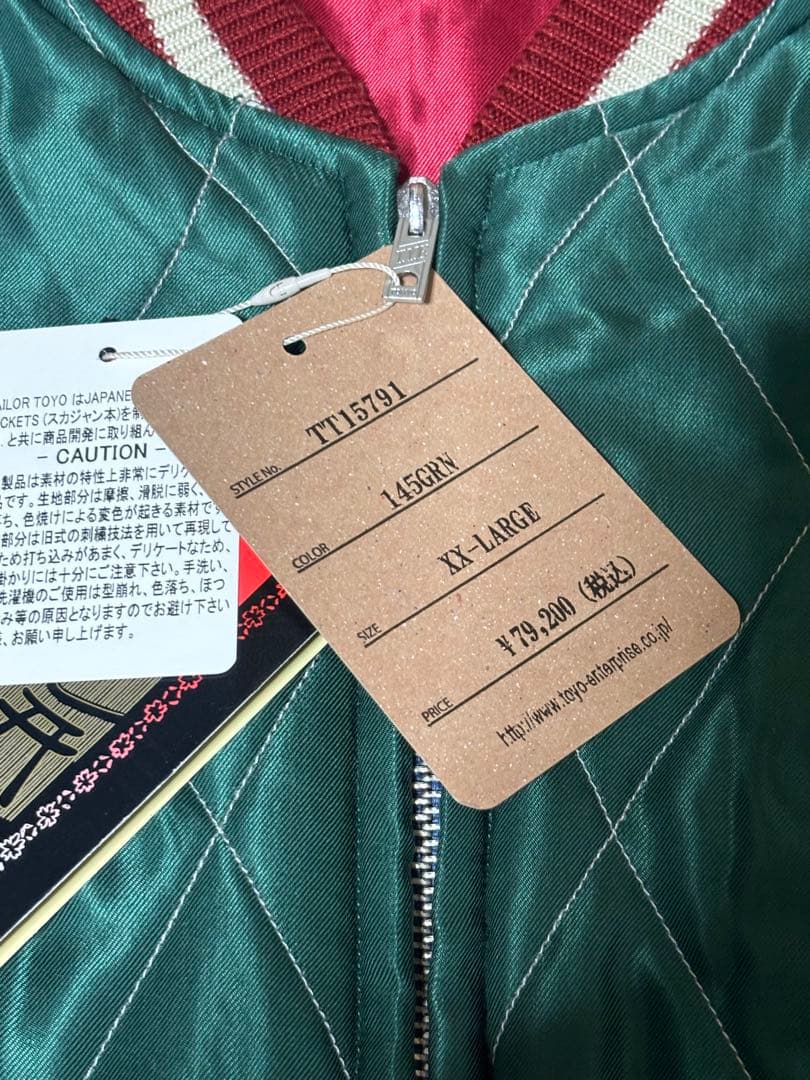 AILOR TOYO はJAPANE
CKETS (スカジャン本)を
と共に商品開発に取り組ん
- CAUTION -
製品は素材の特性上非常にデリケ
品です。生地部分は摩擦、滑脱に弱く、
ち、色焼けによる変色が起きる素材です
部分は旧式の刺繍技法を用いて再現して
ため打ち込みがあまく、デリケートなため、
掛かりには十分にご注意下さい。手洗い、
洗濯機のご使用は型崩れ、色落ち、ほつ
み等の原因となりますのでお避け下さい
、お願い申し上げます。
STYLE No. TT15791
COLOR 145GRN
SIZE XX-LARGE
PRICE ¥79,200 (税込)
http://www.toyo-enterprise.co.jp/